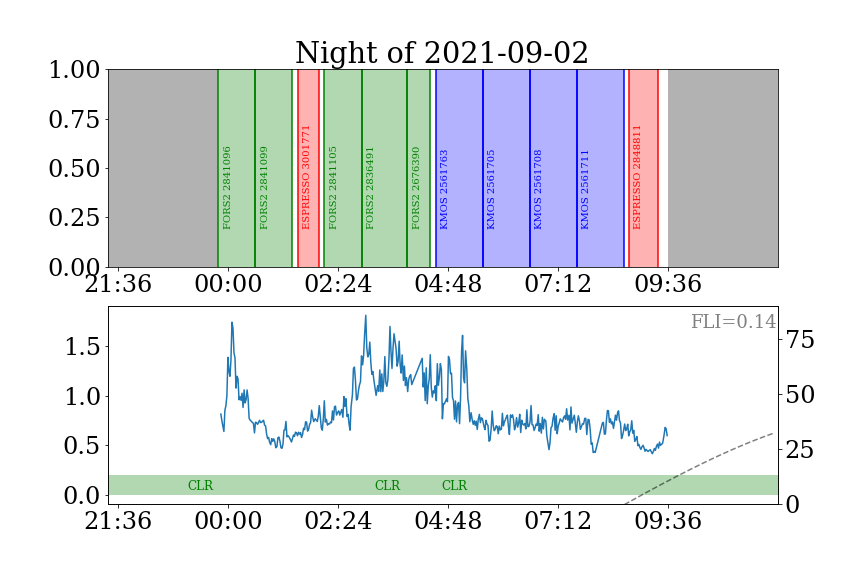 Night of 2021-09-02
1.00
0.75
0.50
0.25
0.00
FORS2 2841096
FORS2 2841099
ESPRESSO 3001771
FORS2 2841105
FORS2 2836491
FORS2 2676390
KMOS 2561763
KMOS 2561705
KMOS 2561708
KMOS 2561711
ESPRESSO 2848811
21:36 00:00 02:24 04:48 07:12 09:36
FLI=0.14
1.5
1.0
0.5
0.0
75
50
25
0
CLR CLR CLR
21:36 00:00 02:24 04:48 07:12 09:36